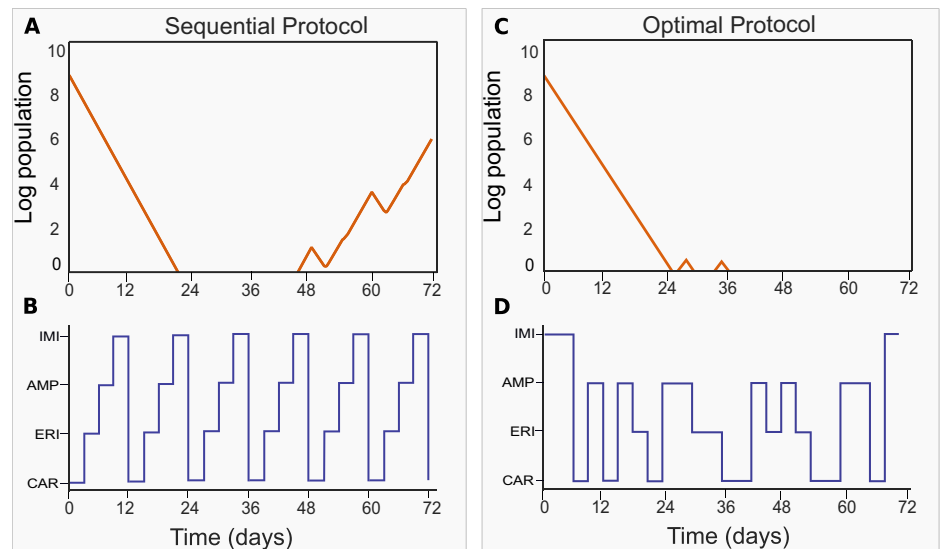 A Sequential Protocol
Log population
10
8
6
4
2
0
0 12 24 36 48 60 72
B
IMI
AMP
ERI
CAR
0 12 24 36 48 60 72
Time (days)
C Optimal Protocol
Log population
10
8
6
4
2
0
0 12 24 36 48 60 72
D
IMI
AMP
ERI
CAR
0 12 24 36 48 60 72
Time (days)